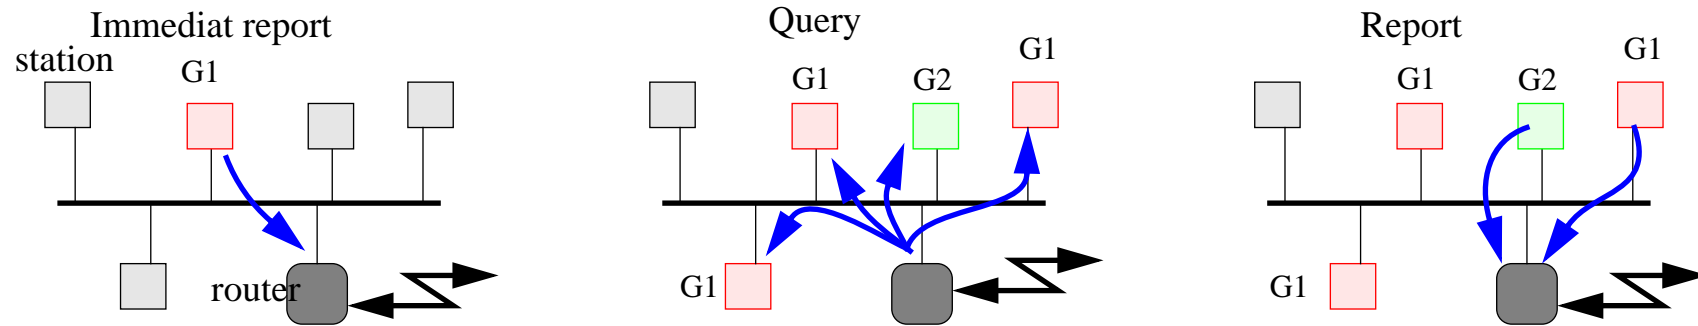 Immediat report
station
G1
router
Query
G1
G2
G1
G1
Report
G1
G2
G1
G1